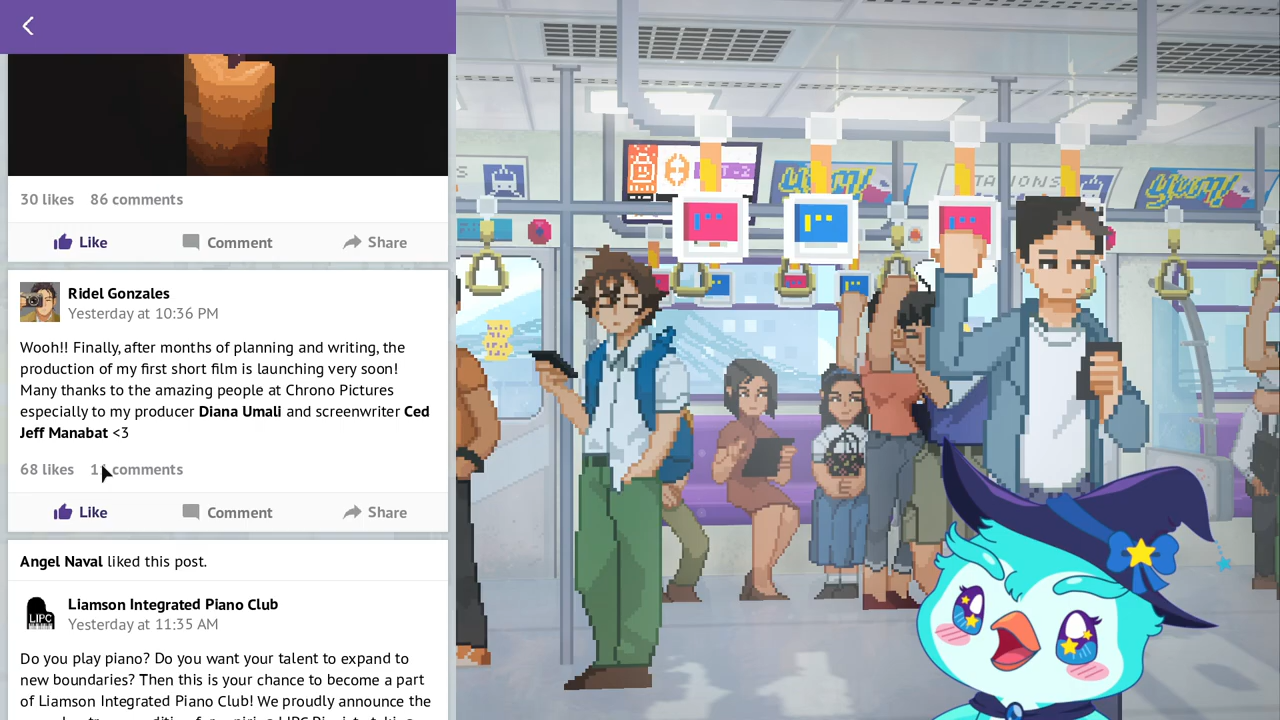 30 likes 86 comments
Like Comment Share
Ridel Gonzales
Yesterday at 10:36 PM
Wooh!! Finally, after months of planning and writing, the
production of my first short film is launching very soon!
Many thanks to the amazing people at Chrono Pictures
especially to my producer Diana Umali and screenwriter Ced
Jeff Manabat <3
68 likes comments
Like Comment Share
Angel Naval liked this post.
LIPC
Liamson Integrated Piano Club
Yesterday at 11:35 AM
Do you play piano? Do you want your talent to expand to
new boundaries? Then this is your chance to become a part
of Liamson Integrated Piano Club! We proudly announce the
yum!
yum!